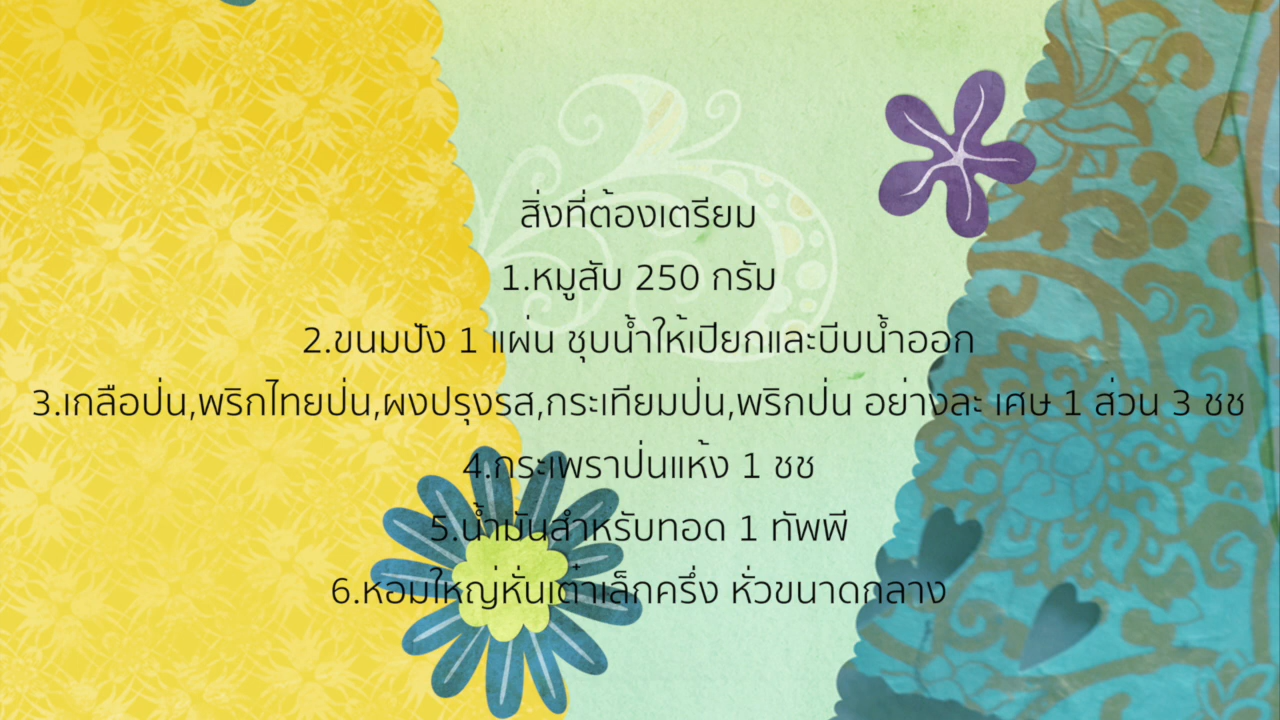 สิ่งที่ต้องเตรียม
1.หมูสับ 250 กรัม
2.ขนมปัง 1 แผ่น ชุบน้ำให้เปียกและบีบน้ำออก
3.เกลือป่น,พริกไทยป่น,ผงปรุงรส,กระเทียมป่น,พริกป่น อย่างละ เศษ 1 ส่วน 3 ชช
4.กระเพราป่นแห้ง 1 ชช
5.น้ำมันสำหรับทอด 1 ทัพพี
6.หอมใหญ่หั่นเต๋าเล็กครึ่ง หั่วขนาดกลาง